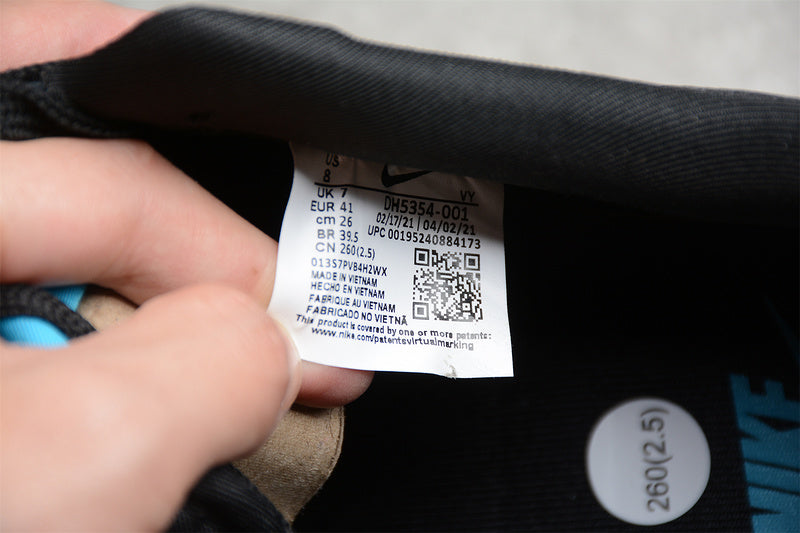 US
8
UK 7
EUR 41
cm 26
BR 39.5
CN 260(2.5)
VY
DH5354-001
02/17/21 | 04/02/21
UPC 00195240884173
013S7PVB4H2WX
MADE IN VIETNAM
HECHO EN VIETNAM
FABRIQUE AU VIETNAM
FABRICADO NO VIETNÃ
This product is covered by one or more patents:
www.nike.com/patentsvirtualmarking
260(2.5)
NIKE